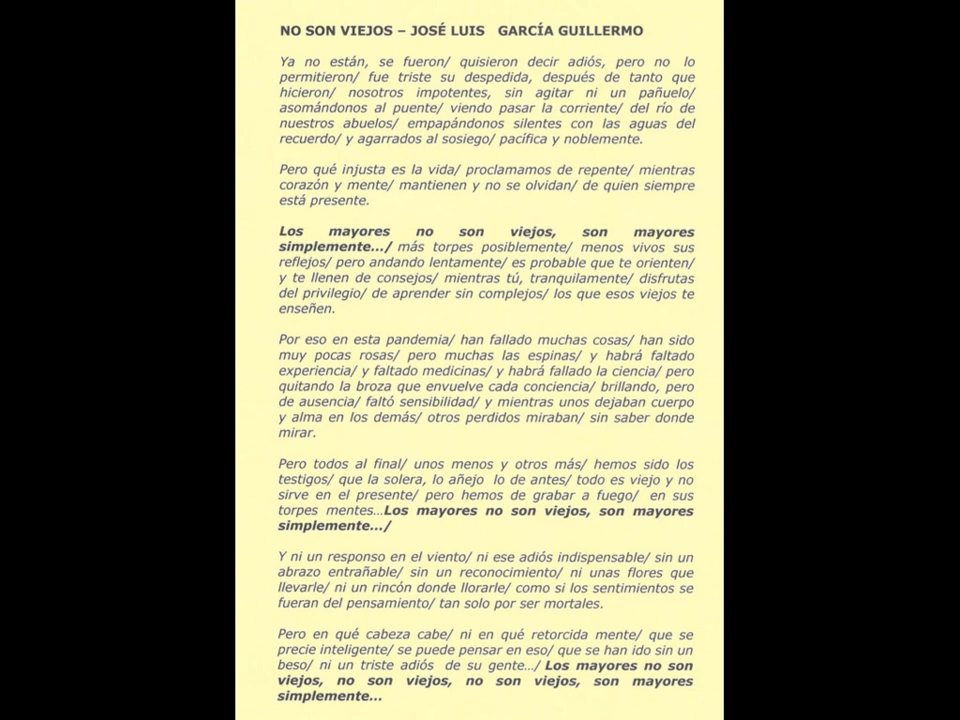 NO SON VIEJOS – JOSÉ LUIS GARCÍA GUILLERMO
Ya no están, se fueron/ quisieron decir adiós, pero no lo
permitieron/ fue triste su despedida, después de tanto que
hicieron/ nosotros impotentes, sin agitar ni un pañuelo/
asomándonos al puente/ viendo pasar la corriente/ del río de
nuestros abuelos/ empapándonos silentes con las aguas del
recuerdo/ y agarrados al sosiego/ pacífica y noblemente.
Pero qué injusta es la vida/ proclamamos de repente/ mientras
corazón y mente/ mantienen y no se olvidan/ de quien siempre
está presente.
Los mayores no son viejos, son mayores
simplemente.../ más torpes posiblemente/ menos vivos sus
reflejos/ pero andando lentamente/ es probable que te orienten/
y te llenen de consejos/ mientras tú, tranquilamente/ disfrutas
del privilegio/ de aprender sin complejos/ los que esos viejos te
enseñen.
Por eso en esta pandemia/ han fallado muchas cosas/ han sido
muy pocas rosas/ pero muchas las espinas/ y habrá faltado
experiencia/ y faltado medicinas/ y habrá fallado la ciencia/ pero
quitando la broza que envuelve cada conciencia/ brillando, pero
de ausencia/ faltó sensibilidad/ y mientras unos dejaban cuerpo
y alma en los demás/ otros perdidos miraban/ sin saber donde
mirar.
Pero todos al final/ unos menos y otros más/ hemos sido los
testigos/ que la solera, lo añejo lo de antes/ todo es viejo y no
sirve en el presente/ pero hemos de grabar a fuego/ en sus
torpes mentes...Los mayores no son viejos, son mayores
simplemente.../
Y ni un responso en el viento/ ni ese adiós indispensable/ sin un
abrazo entrañable/ sin un reconocimiento/ ni unas flores que
llevarle/ ni un rincón donde llorarle/ como si los sentimientos se
fueran del pensamiento/ tan solo por ser mortales.
Pero en qué cabeza cabe/ ni en qué retorcida mente/ que se
precie inteligente/ se puede pensar en eso/ que se han ido sin un
beso/ ni un triste adiós de su gente.../ Los mayores no son
viejos, no son viejos, no son viejos, son mayores
simplemente...